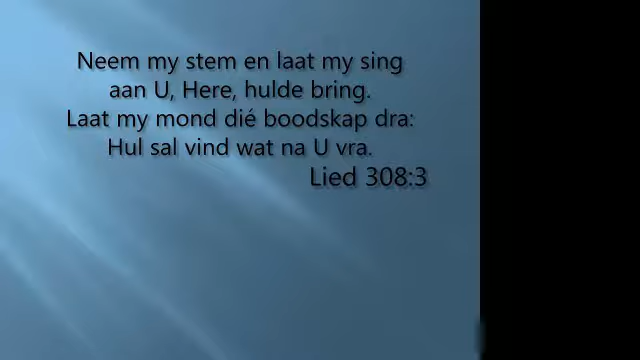 Neem my stem en laat my sing
aan U, Here, hulde bring.
Laat my mond dié boodskap dra:
Hul sal vind wat na U vra.
Lied 308:3